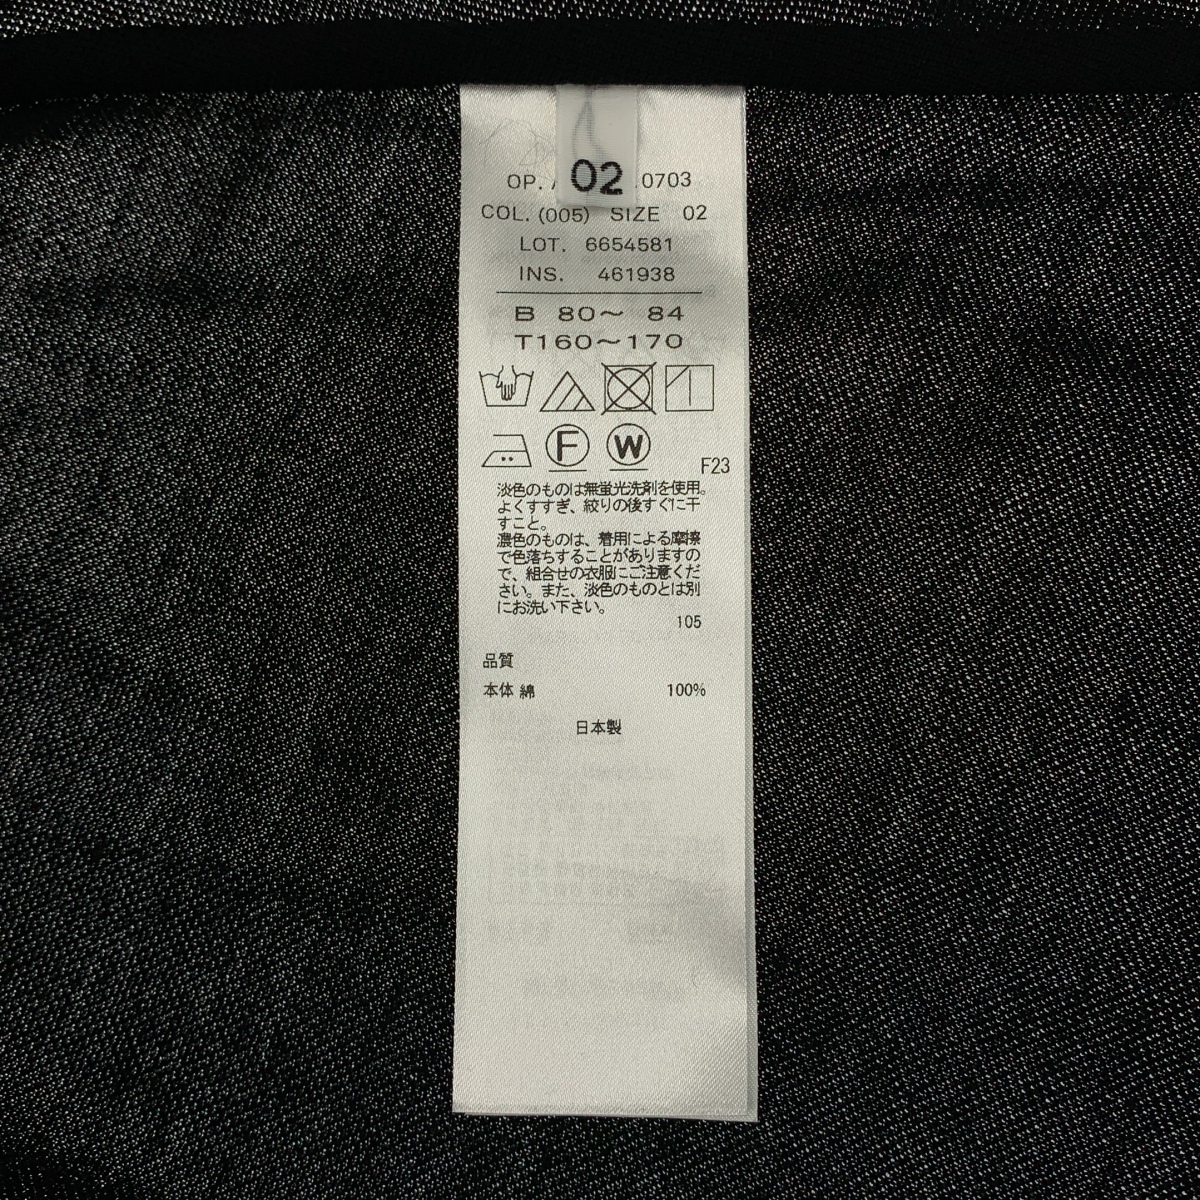 02
OP. .0703
COL. (005) SIZE 02
LOT. 6654581
INS. 461938
B 80～ 84
T160～170
F W
F23
淡色のものは無蛍光洗剤を使用。
よくすすぎ、絞りの後すぐに干
すこと。
濃色のものは、着用による摩擦
で色落ちすることがありますの
で、組合せの衣服にご注意くだ
さい。また、淡色のものとは別
にお洗い下さい。
105
品質
本体 綿 100%
日本製